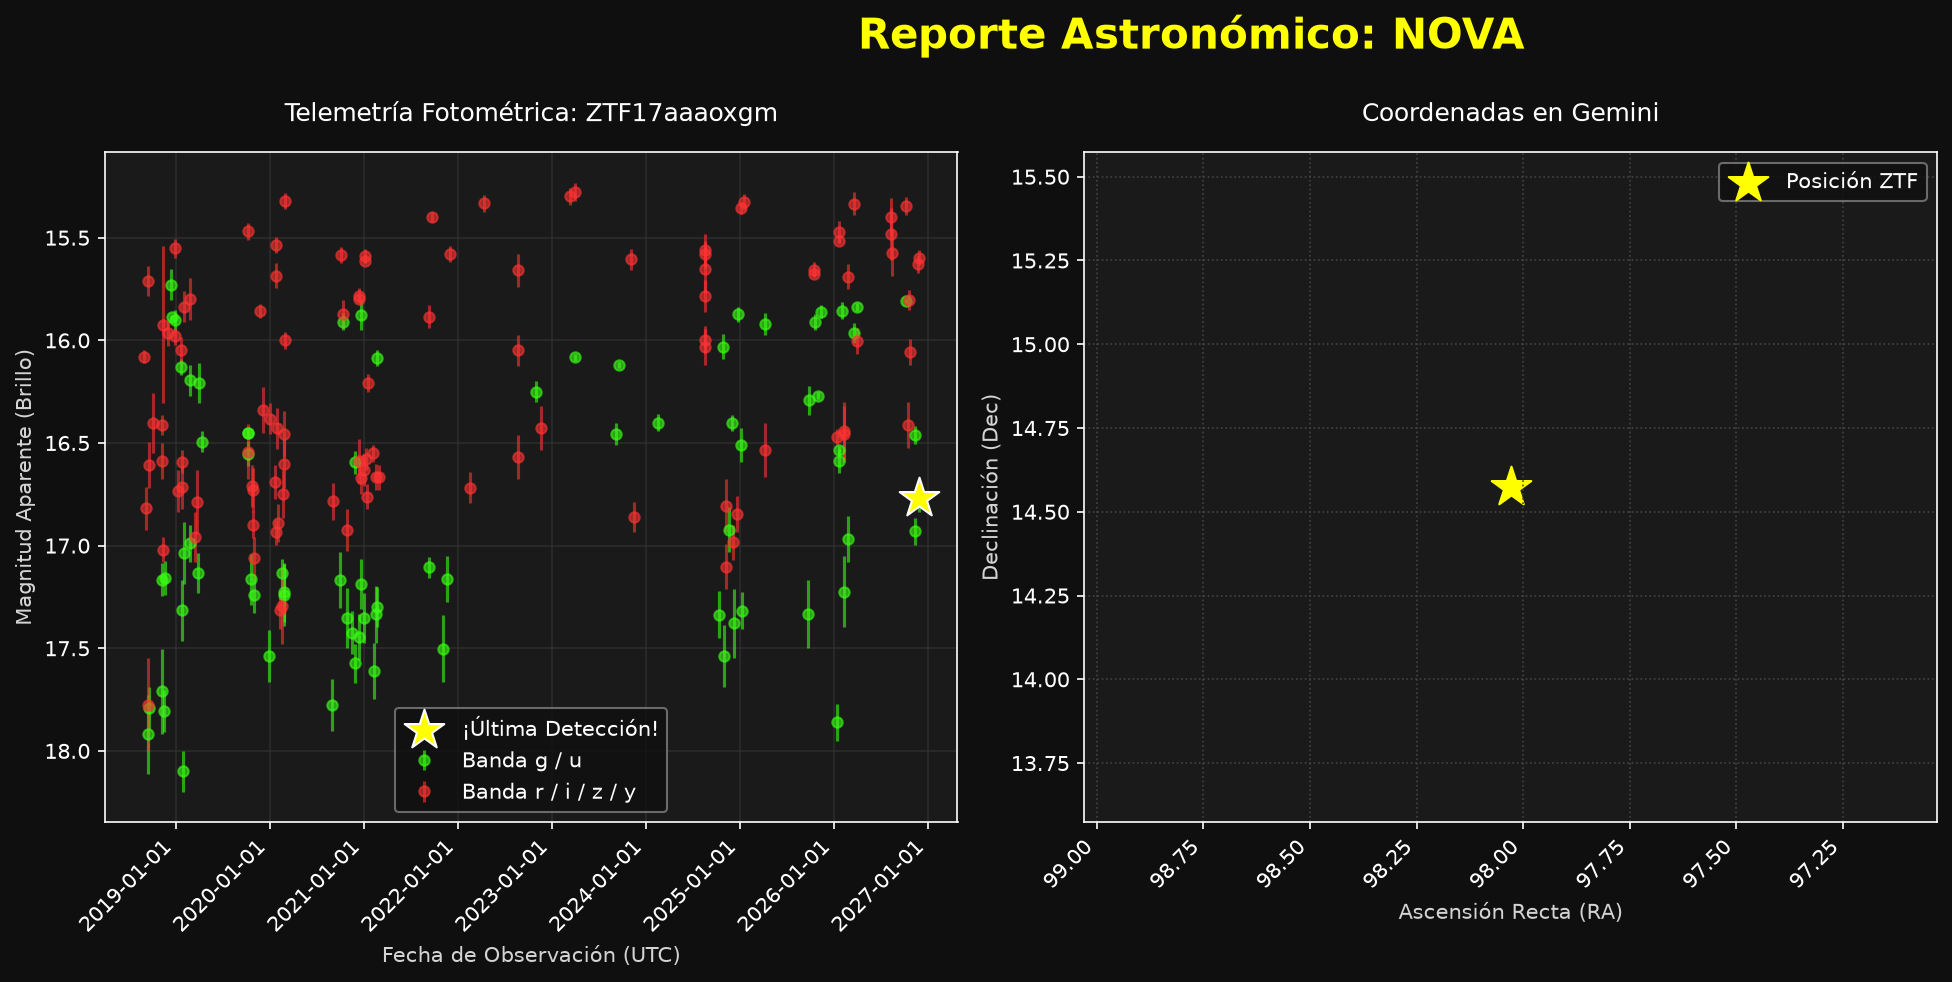 Reporte Astronómico: NOVA
Telemetría Fotométrica: ZTF17aaaoxgm
Magnitud Aparente (Brillo)
15.5
16.0
16.5
17.0
17.5
18.0
¡Última Detección!
Banda g / u
Banda r / i / z / y
2019-01-01
2020-01-01
2021-01-01
2022-01-01
2023-01-01
2024-01-01
2025-01-01
2026-01-01
2027-01-01
Fecha de Observación (UTC)
Coordenadas en Gemini
Declinación (Dec)
15.50
15.25
15.00
14.75
14.50
14.25
14.00
13.75
Posición ZTF
99.00
98.75
98.50
98.25
98.00
97.75
97.50
97.25
Ascensión Recta (RA)